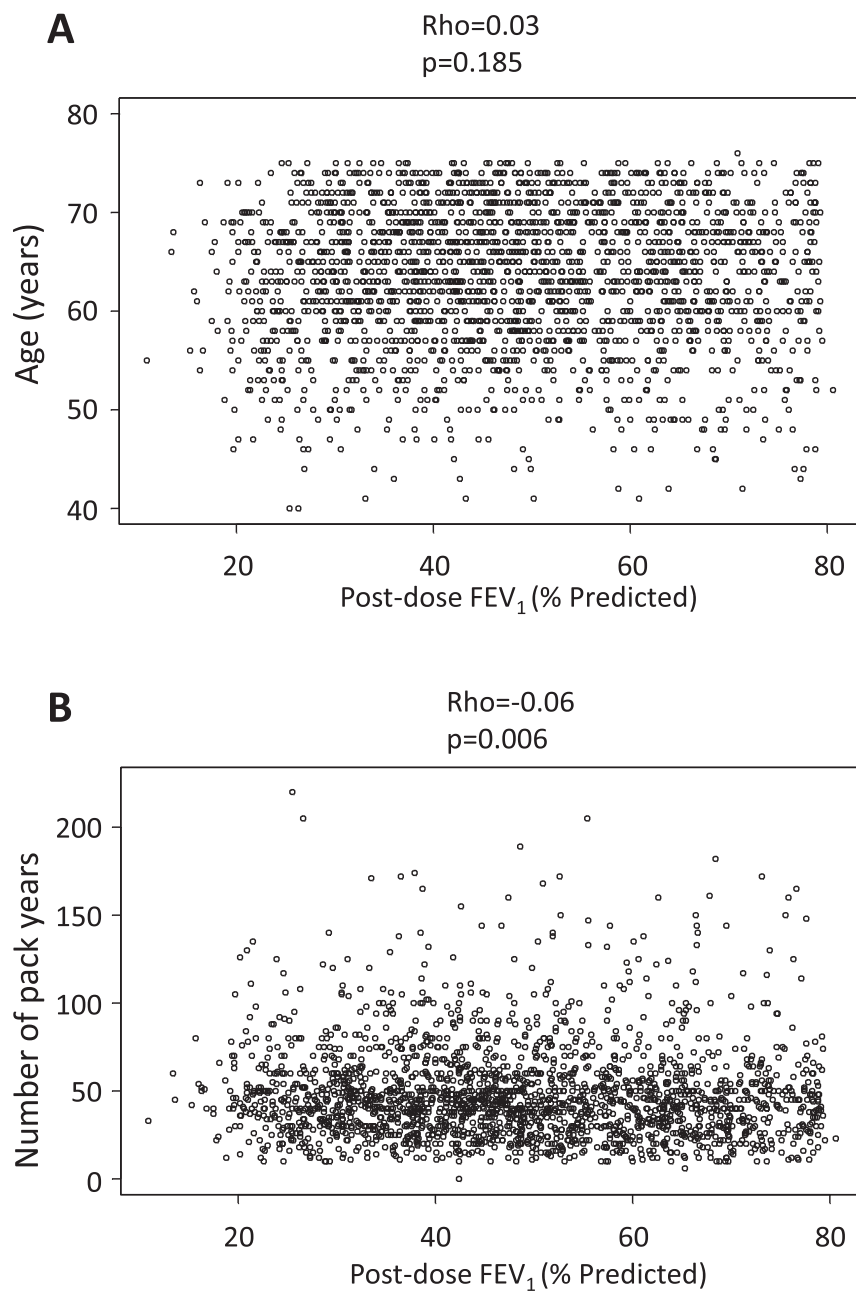 A
Rho=0.03
p=0.185
80
70
60
50
40
Age (years)
20 40 60 80
Post-dose FEV1 (% Predicted)
B
Rho=-0.06
p=0.006
200
150
100
50
0
Number of pack years
20 40 60 80
Post-dose FEV1 (% Predicted)